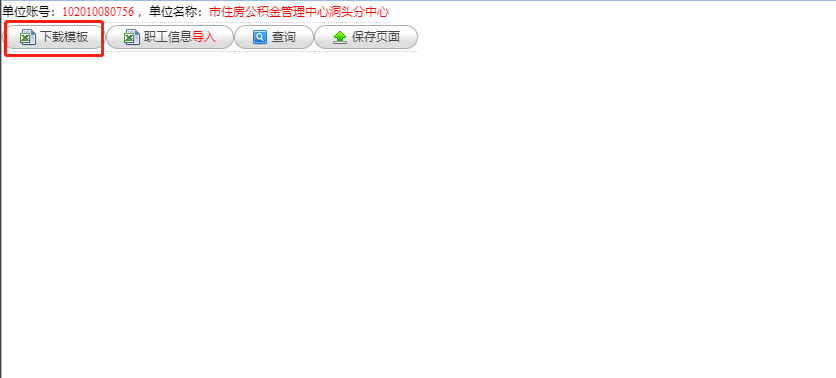 单位账号：102010080756 ，单位名称：市住房公积金管理中心洞头分中心
下载模板 职工信息导入 查询 保存页面